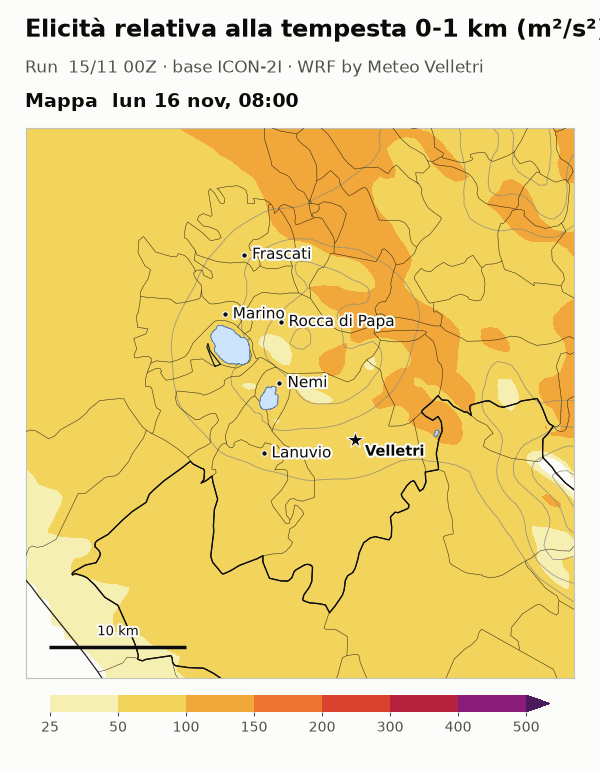 Elicità relativa alla tempesta 0-1 km (m²/s²)
Run  15/11 00Z · base ICON-2I · WRF by Meteo Velletri
Mappa  lun 16 nov, 08:00
Frascati
Marino
Rocca di Papa
Nemi
Velletri
Lanuvio
10 km
25 50 100 150 200 300 400 500